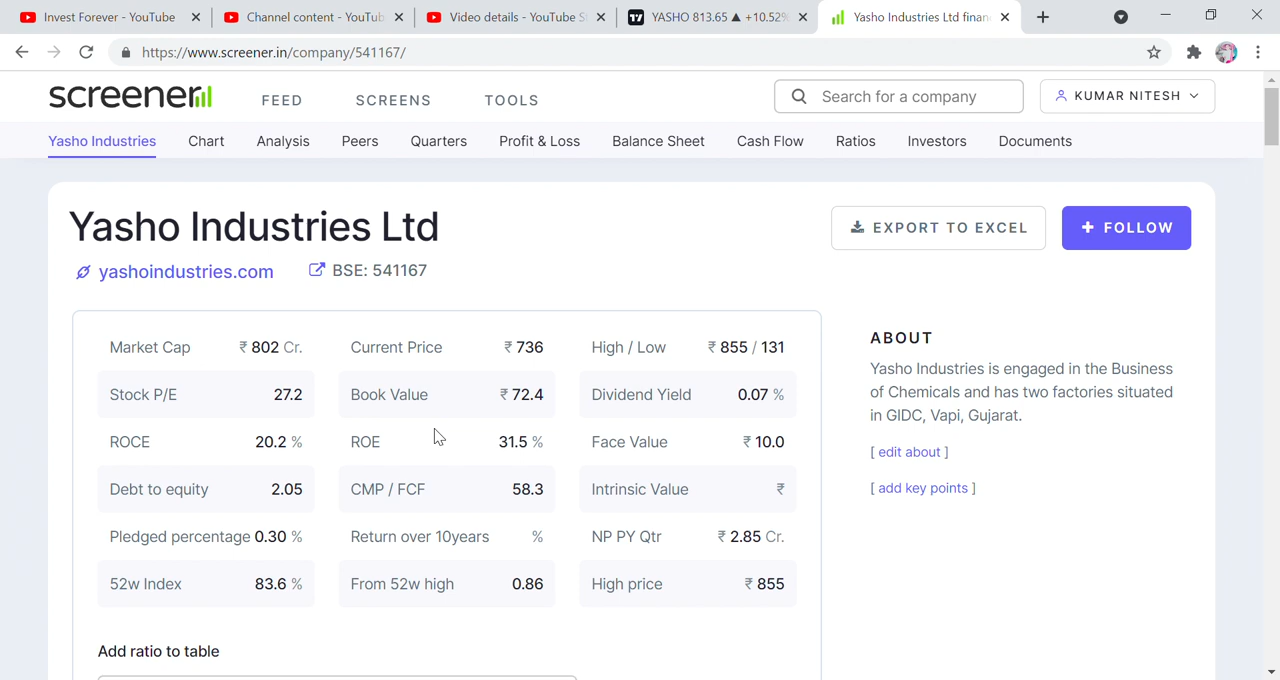 Invest Forever - YouTube
Channel content - YouTub
Video details - YouTube S
YASHO 813.65 ▲ +10.52%
Yasho Industries Ltd finan
https://www.screener.in/company/541167/
screener
FEED SCREENS TOOLS
Search for a company
KUMAR NITESH
Yasho Industries Chart Analysis Peers Quarters Profit & Loss Balance Sheet Cash Flow Ratios Investors Documents
Yasho Industries Ltd
EXPORT TO EXCEL
+ FOLLOW
yashoindustries.com BSE: 541167
Market Cap ₹ 802 Cr. Current Price ₹ 736 High / Low ₹ 855 / 131
Stock P/E 27.2 Book Value ₹ 72.4 Dividend Yield 0.07 %
ROCE 20.2 % ROE 31.5 % Face Value ₹ 10.0
Debt to equity 2.05 CMP / FCF 58.3 Intrinsic Value ₹
Pledged percentage 0.30 % Return over 10years % NP PY Qtr ₹ 2.85 Cr.
52w Index 83.6 % From 52w high 0.86 High price ₹ 855
Add ratio to table
ABOUT
Yasho Industries is engaged in the Business
of Chemicals and has two factories situated
in GIDC, Vapi, Gujarat.
[ edit about ]
[ add key points ]